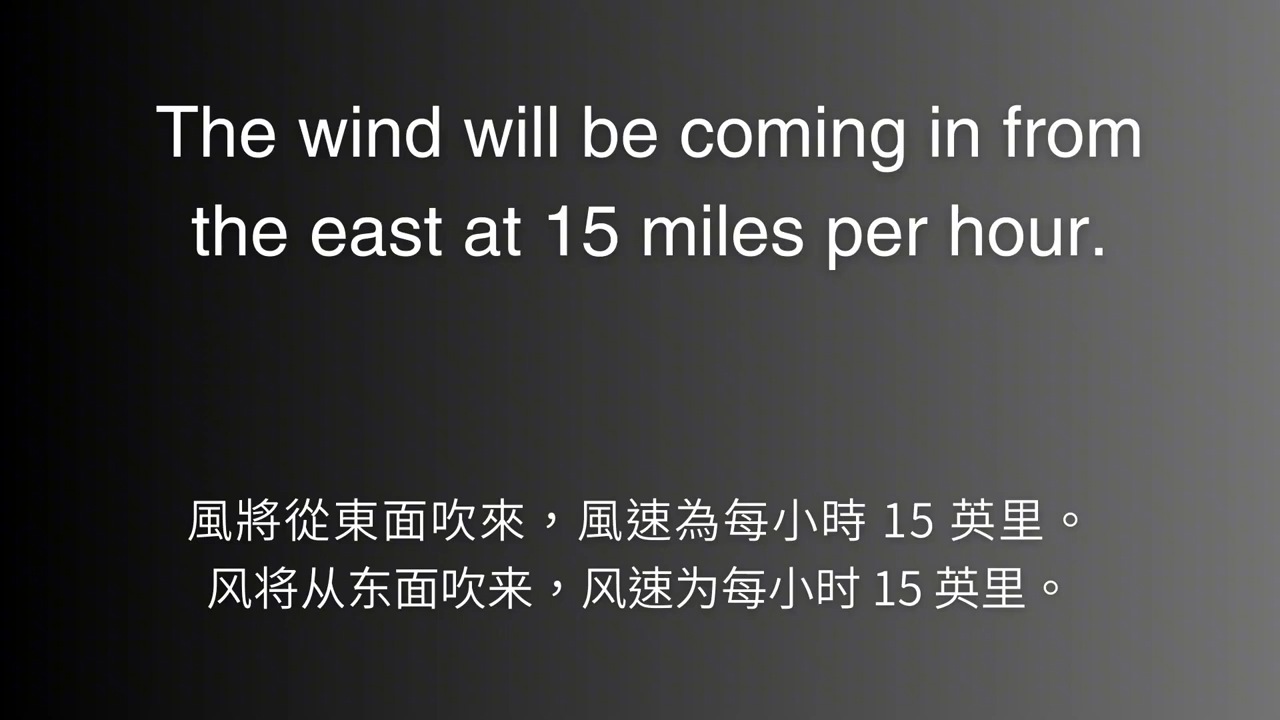 The wind will be coming in from
the east at 15 miles per hour.
風將從東面吹來，風速為每小時 15 英里。
风将从东面吹来，风速为每小时 15 英里。